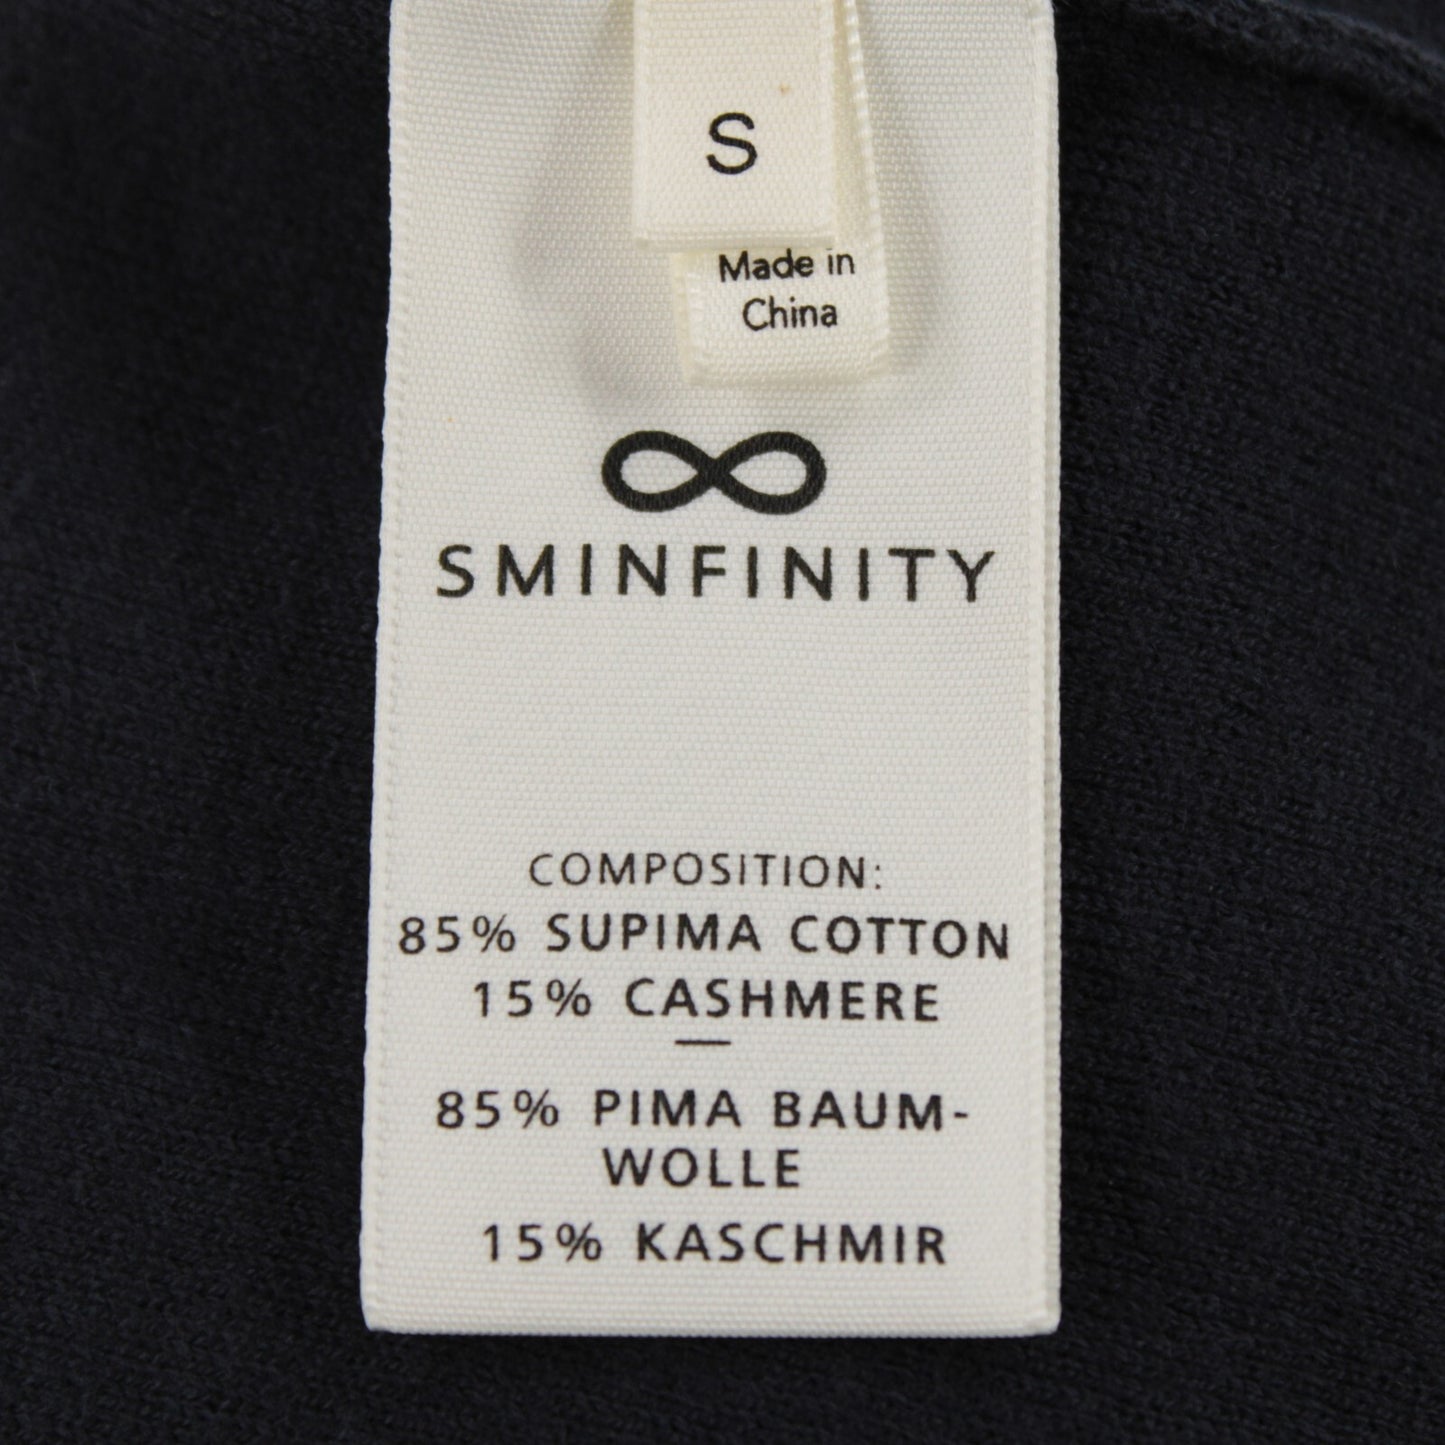 S
Made in
China
SMINFINITY
COMPOSITION:
85% SUPIMA COTTON
15% CASHMERE
—
85% PIMA BAUM-
WOLLE
15% KASCHMIR